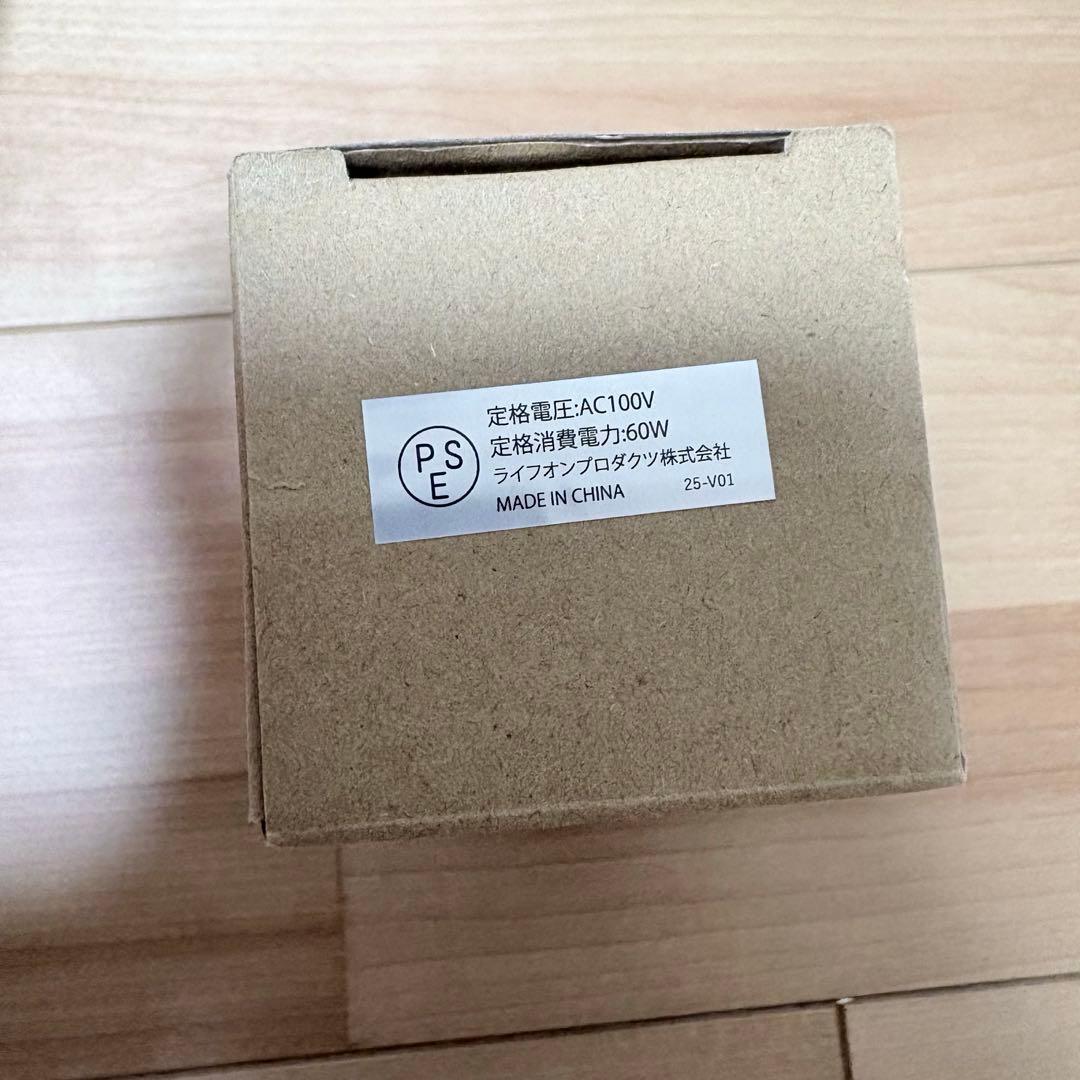 PSE
定格電圧:AC100V
定格消費電力:60W
ライフオンプロダクツ株式会社
MADE IN CHINA 25-V01